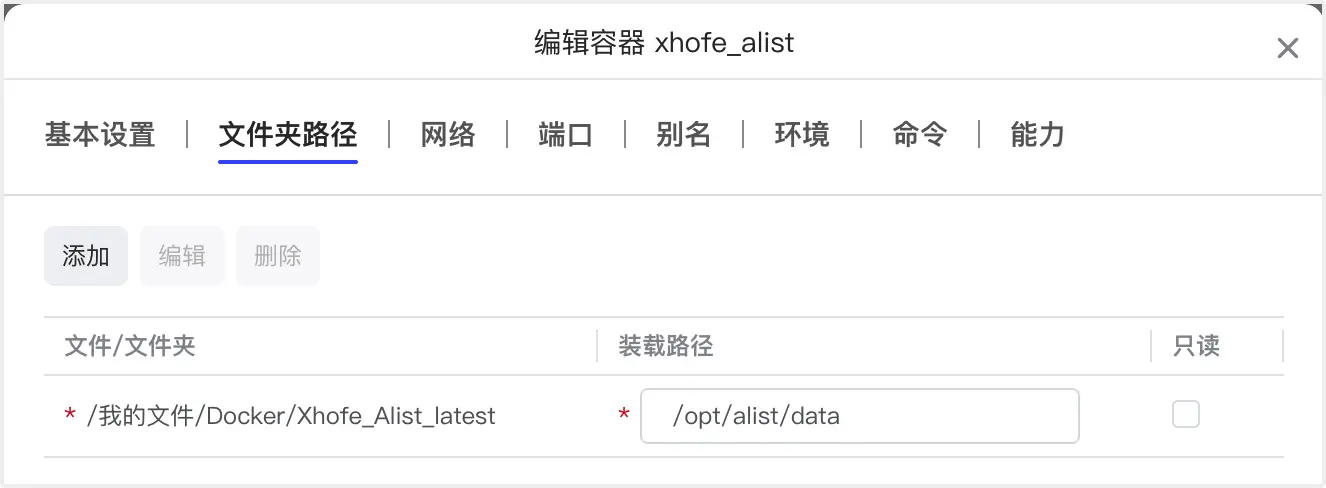 编辑容器 xhofe_alist
基本设置 文件夹路径 网络 端口 别名 环境 命令 能力
添加 编辑 删除
文件/文件夹 装载路径 只读
* /我的文件/Docker/Xhofe_Alist_latest * /opt/alist/data